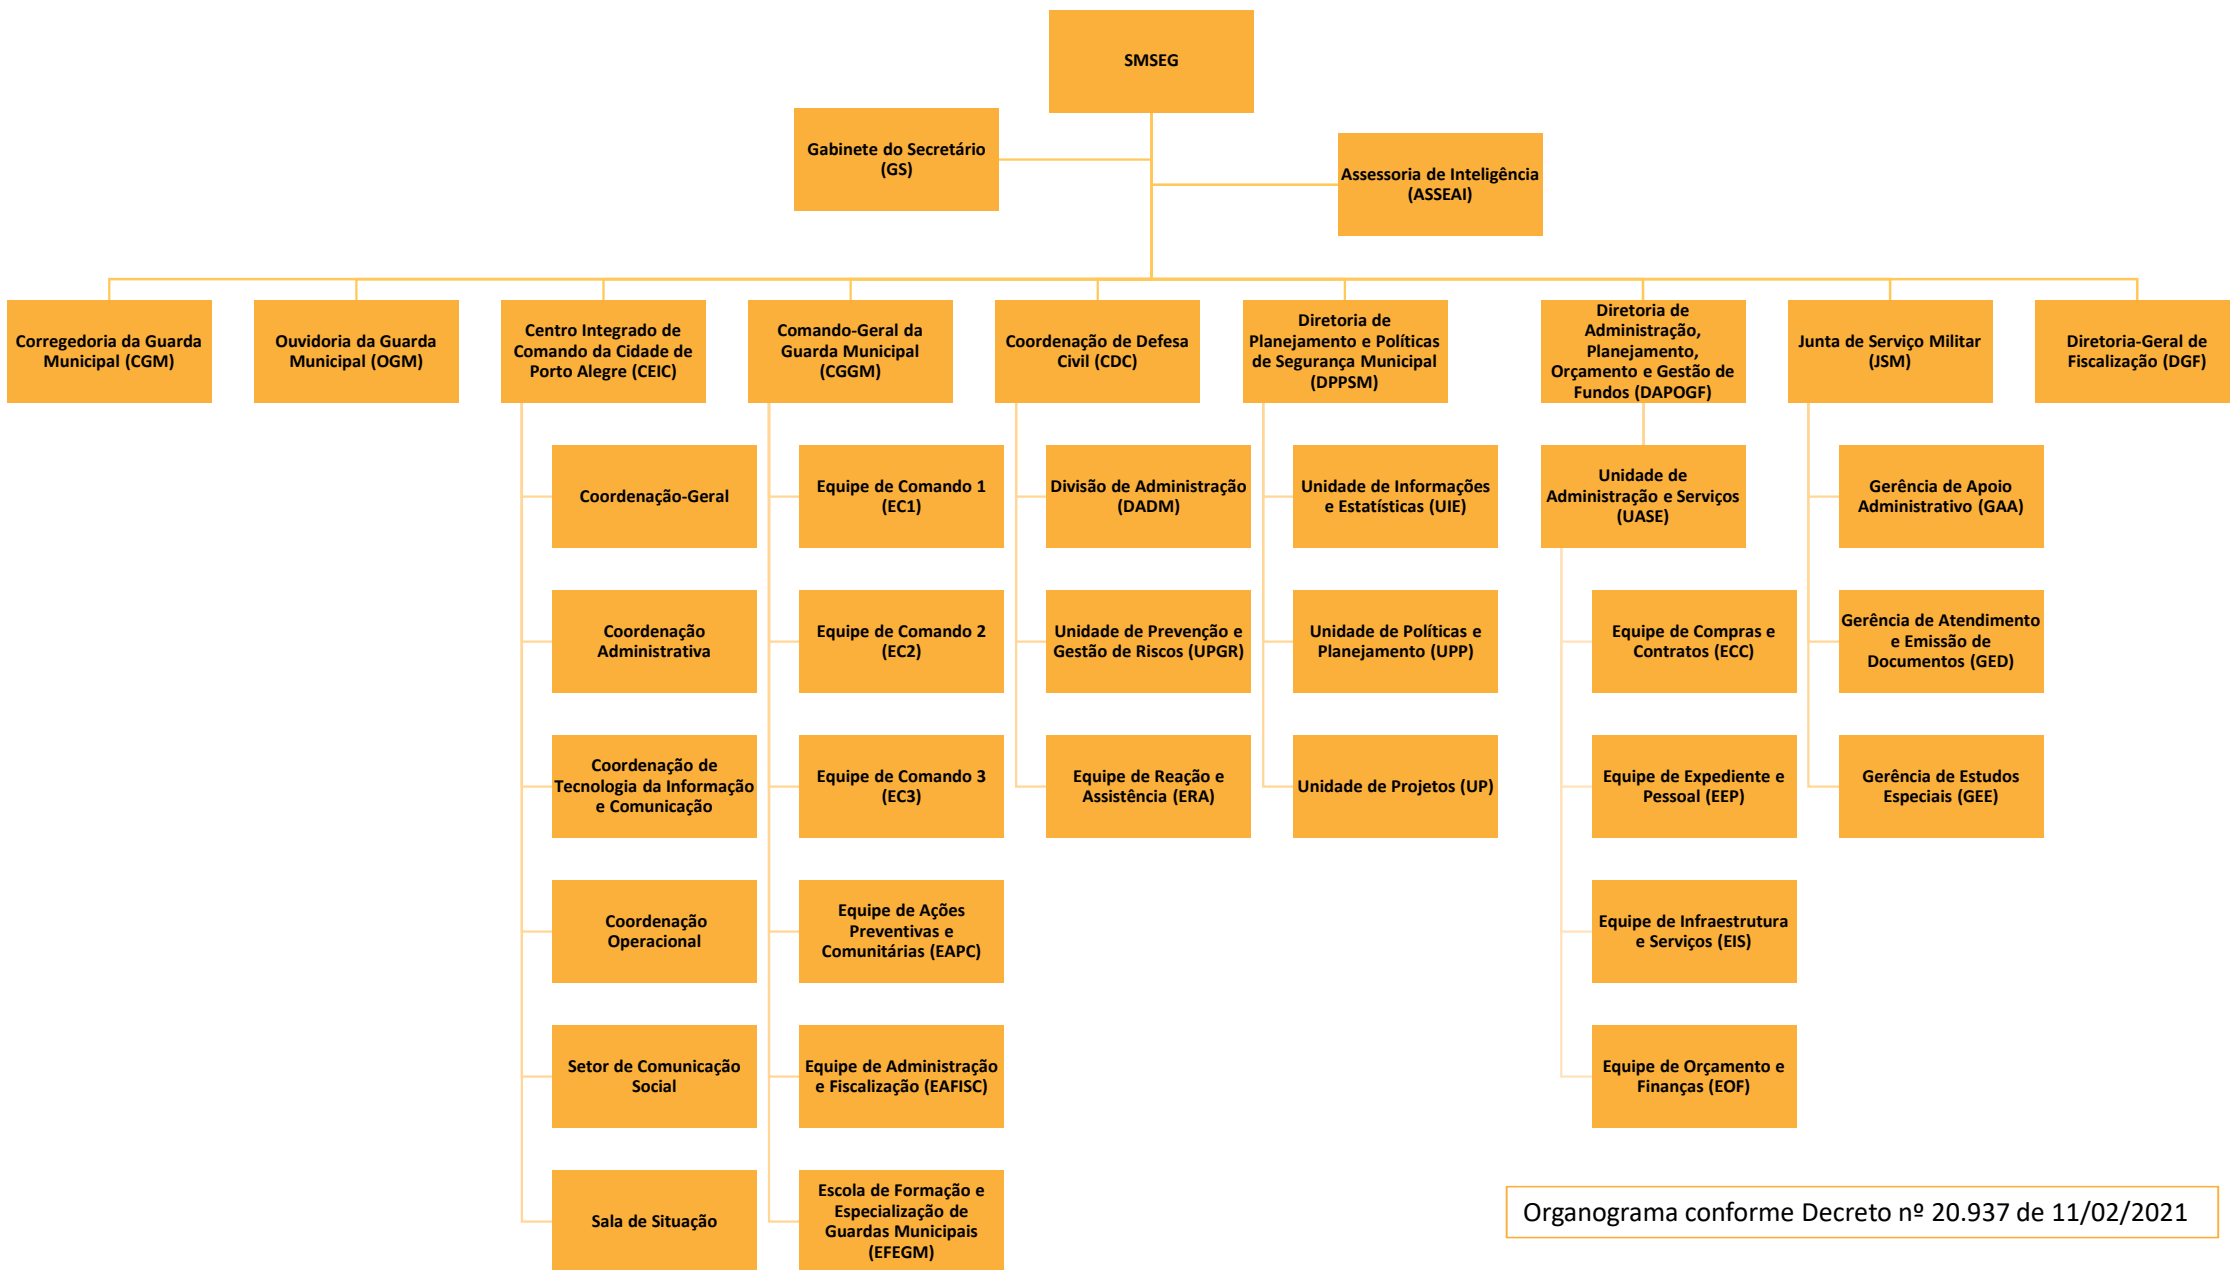 SMSEG
Gabinete do Secretário
(GS)
Assessoria de Inteligência
(ASSEAI)
Corregedoria da Guarda
Municipal (CGM)
Ouvidoria da Guarda
Municipal (OGM)
Centro Integrado de
Comando da Cidade de
Porto Alegre (CEIC)
Comando-Geral da
Guarda Municipal
(CGGM)
Coordenação de Defesa
Civil (CDC)
Diretoria de
Planejamento e Políticas
de Segurança Municipal
(DPPSM)
Diretoria de
Administração,
Planejamento,
Orçamento e Gestão de
Fundos (DAPOGF)
Junta de Serviço Militar
(JSM)
Diretoria-Geral de
Fiscalização (DGF)
Coordenação-Geral
Equipe de Comando 1
(EC1)
Divisão de Administração
(DADM)
Unidade de Informações
e Estatísticas (UIE)
Unidade de
Administração e Serviços
(UASE)
Gerência de Apoio
Administrativo (GAA)
Coordenação
Administrativa
Equipe de Comando 2
(EC2)
Unidade de Prevenção e
Gestão de Riscos (UPGR)
Unidade de Políticas e
Planejamento (UPP)
Equipe de Compras e
Contratos (ECC)
Gerência de Atendimento
e Emissão de
Documentos (GED)
Coordenação de
Tecnologia da Informação
e Comunicação
Equipe de Comando 3
(EC3)
Equipe de Reação e
Assistência (ERA)
Unidade de Projetos (UP)
Equipe de Expediente e
Pessoal (EEP)
Gerência de Estudos
Especiais (GEE)
Coordenação
Operacional
Equipe de Ações
Preventivas e
Comunitárias (EAPC)
Equipe de Infraestrutura
e Serviços (EIS)
Setor de Comunicação
Social
Equipe de Administração
e Fiscalização (EAFISC)
Equipe de Orçamento e
Finanças (EOF)
Sala de Situação
Escola de Formação e
Especialização de
Guardas Municipais
(EFEGM)
Organograma conforme Decreto nº 20.937 de 11/02/2021